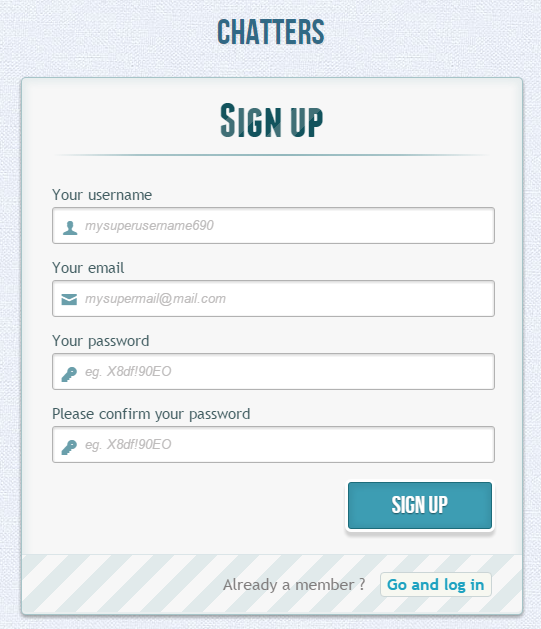 CHATTERS
Sign up
Your username
mysuperusername690
Your email
mysupermail@mail.com
Your password
eg. X8df!90EO
Please confirm your password
eg. X8df!90EO
SIGN UP
Already a member ? Go and log in